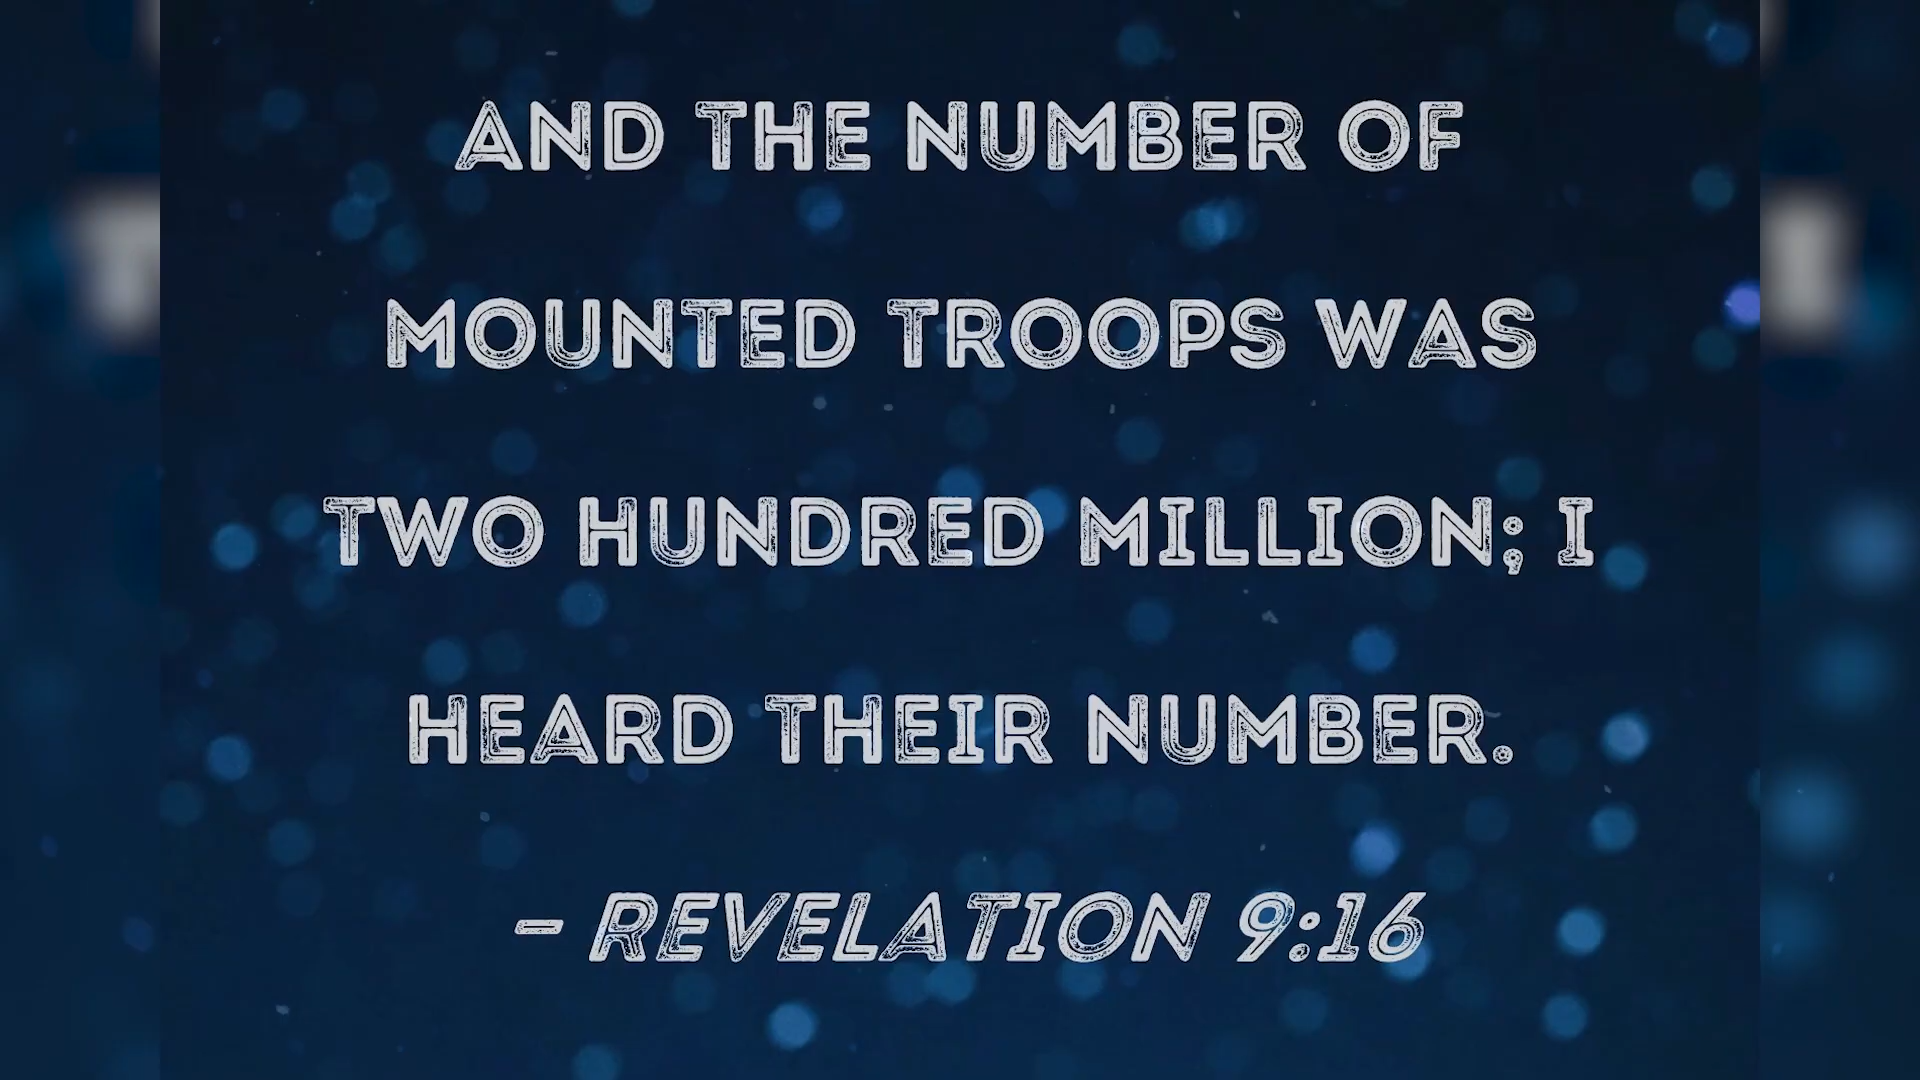 AND THE NUMBER OF
MOUNTED TROOPS WAS
TWO HUNDRED MILLION; I
HEARD THEIR NUMBER.
- REVELATION 9:16